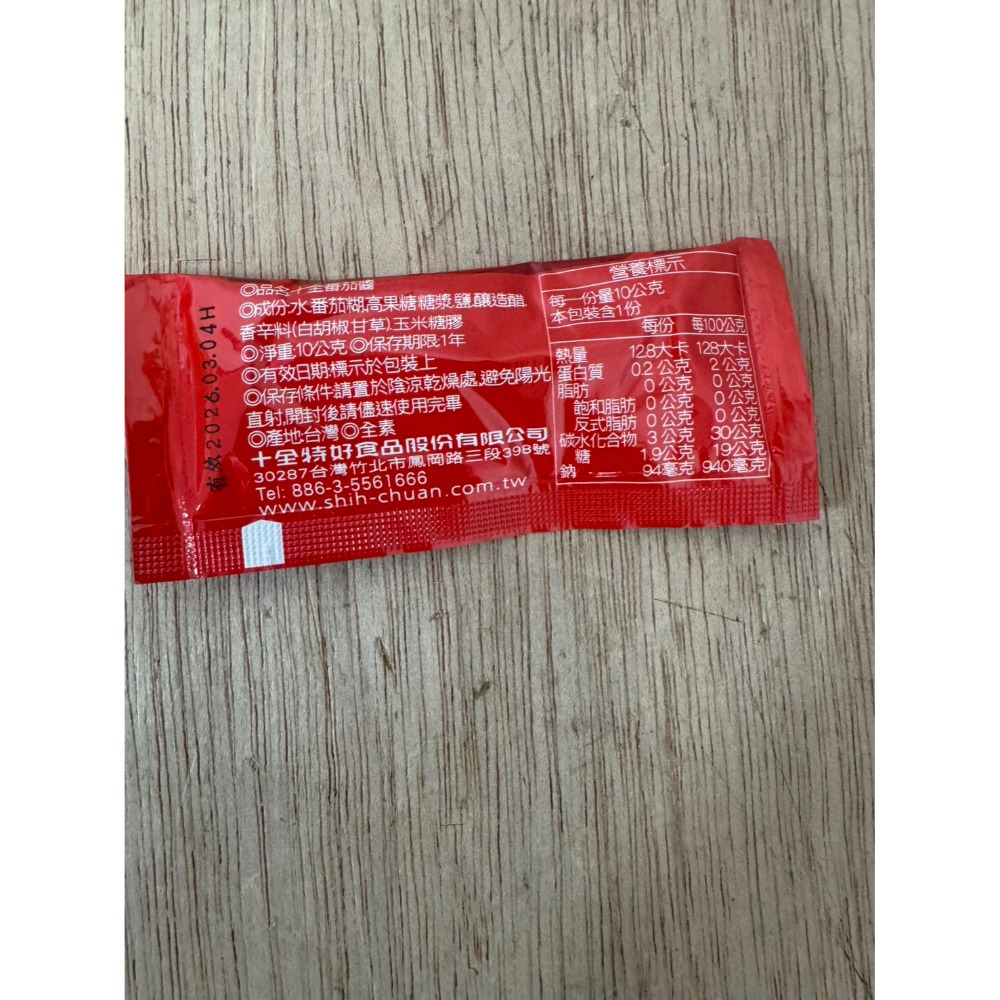 ◎品名:十全番茄醬
◎成份:水,番茄糊,高果糖糖漿,鹽,釀造醋,
香辛料(白胡椒,甘草),玉米糖膠
◎淨重:10公克 ◎保存期限:1年
◎有效日期:標示於包裝上
◎保存條件:請置於陰涼乾燥處,避免陽光
直射,開封後請儘速使用完畢
◎產地:台灣 ◎全素
十全特好食品股份有限公司
30287台灣竹北市鳳岡路三段398號
Tel: 886-3-5561666
www.shih-chuan.com.tw
有效2026.03.04H
營養標示
每一份量10公克
本包裝含1份
每份 每100公克
熱量 12.8大卡 128大卡
蛋白質 0.2公克 2公克
脂肪 0公克 0公克
飽和脂肪 0公克 0公克
反式脂肪 0公克 0公克
碳水化合物 3公克 30公克
糖 1.9公克 19公克
鈉 94毫克 940毫克